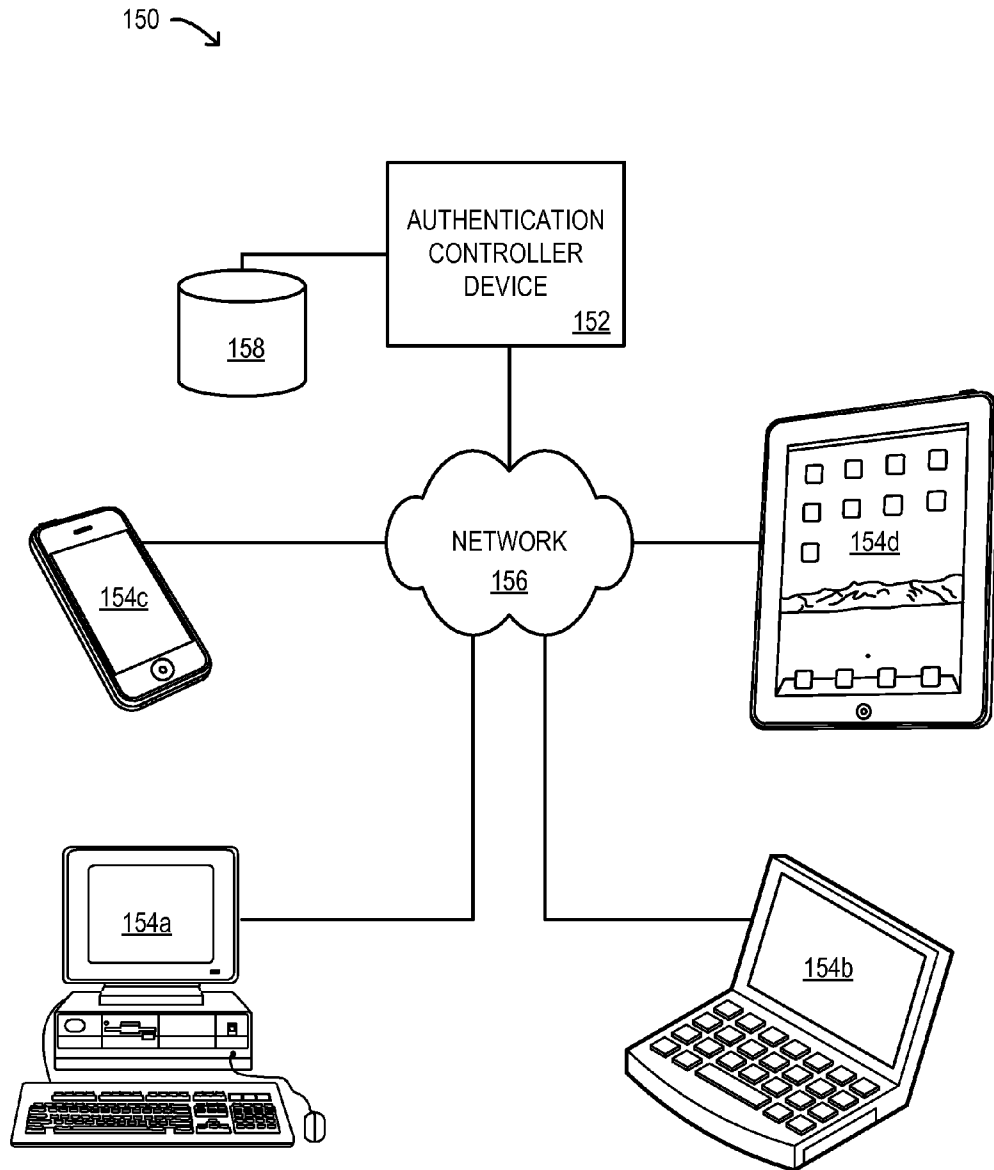 150
AUTHENTICATION
CONTROLLER
DEVICE
152
158
NETWORK
156
154c
154d
154a
154b